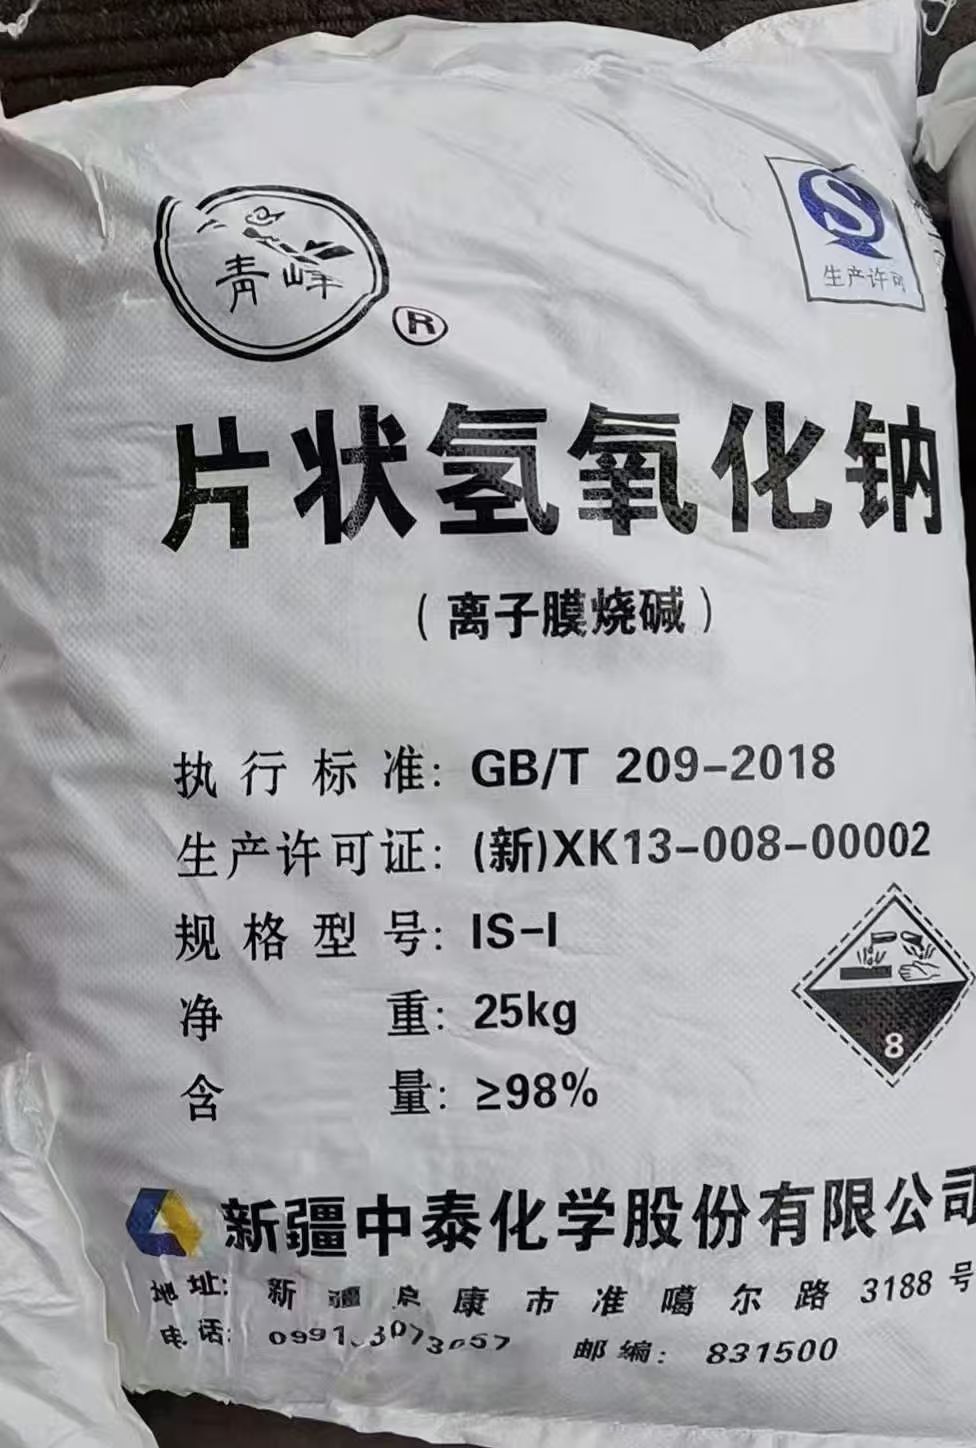 青峰
®
S
生产许可
片状氢氧化钠
(离子膜烧碱)
执行标准: GB/T 209-2018
生产许可证: (新)XK13-008-00002
规格型号: IS-I
净重: 25kg
含量: ≥98%
8
新疆中泰化学股份有限公司
地址: 新疆 康市准噶尔路3188号
电话:
邮编: 831500